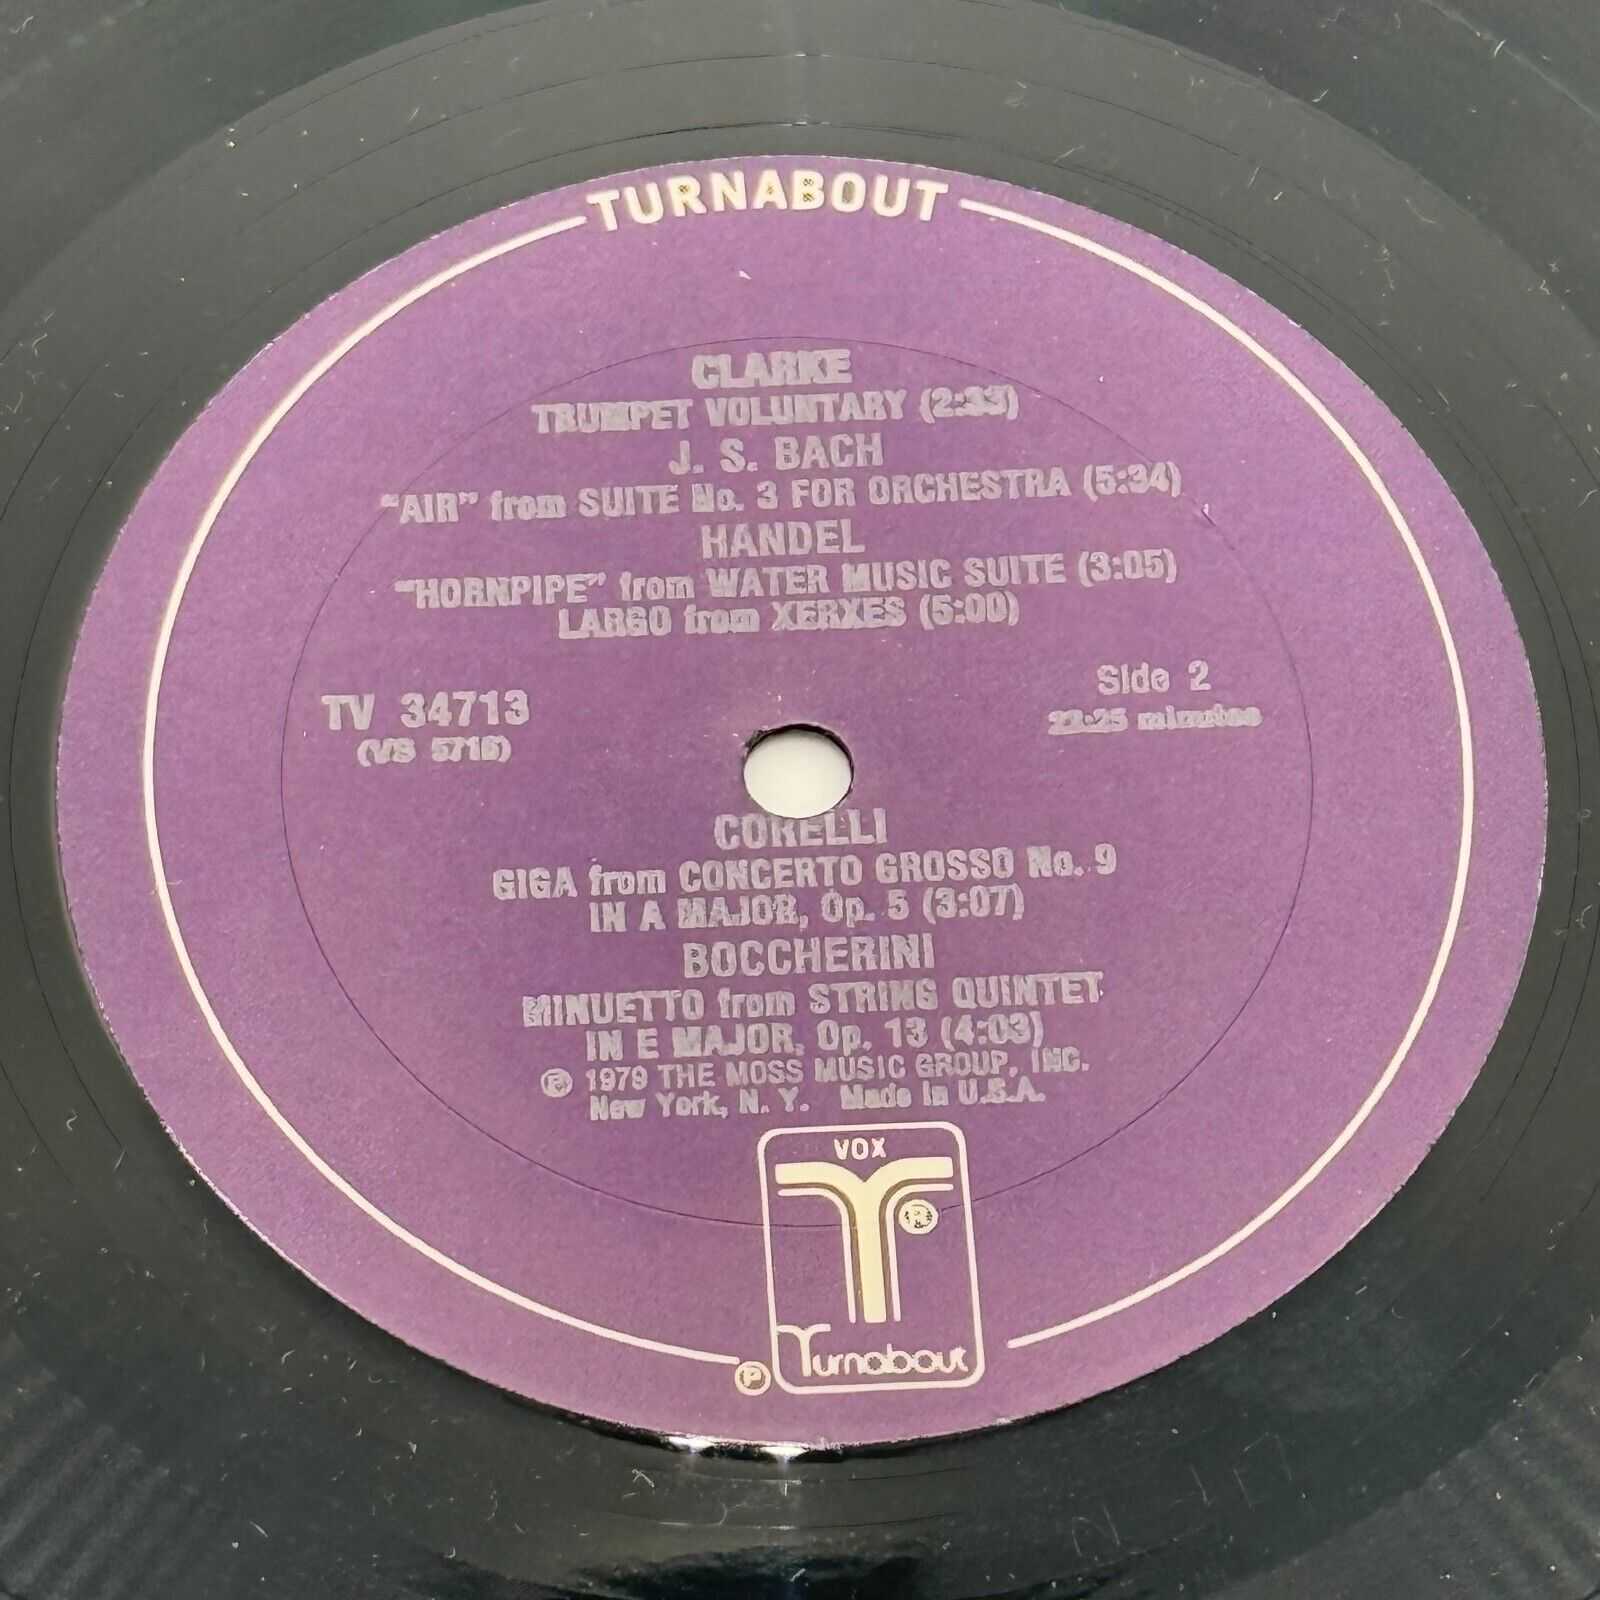 TURNABOUT
CLARKE
TRUMPET VOLUNTARY (2:33)
J. S. BACH
"AIR" from SUITE No. 3 FOR ORCHESTRA (5:34)
HANDEL
"HORNPIPE" from WATER MUSIC SUITE (3:05)
LARGO from XERXES (5:00)
TV 34713
(VS 5716)
Side 2
minutes
CORELLI
GIGA from CONCERTO GROSSO No. 9
IN A MAJOR, Op. 5 (3:07)
BOCCHERINI
MINUETTO from STRING QUINTET
IN E MAJOR, Op. 13 (4:03)
℗ 1979 THE MOSS MUSIC GROUP, INC.
New York, N. Y. Made in U.S.A.
VOX
®
Turnabout
℗